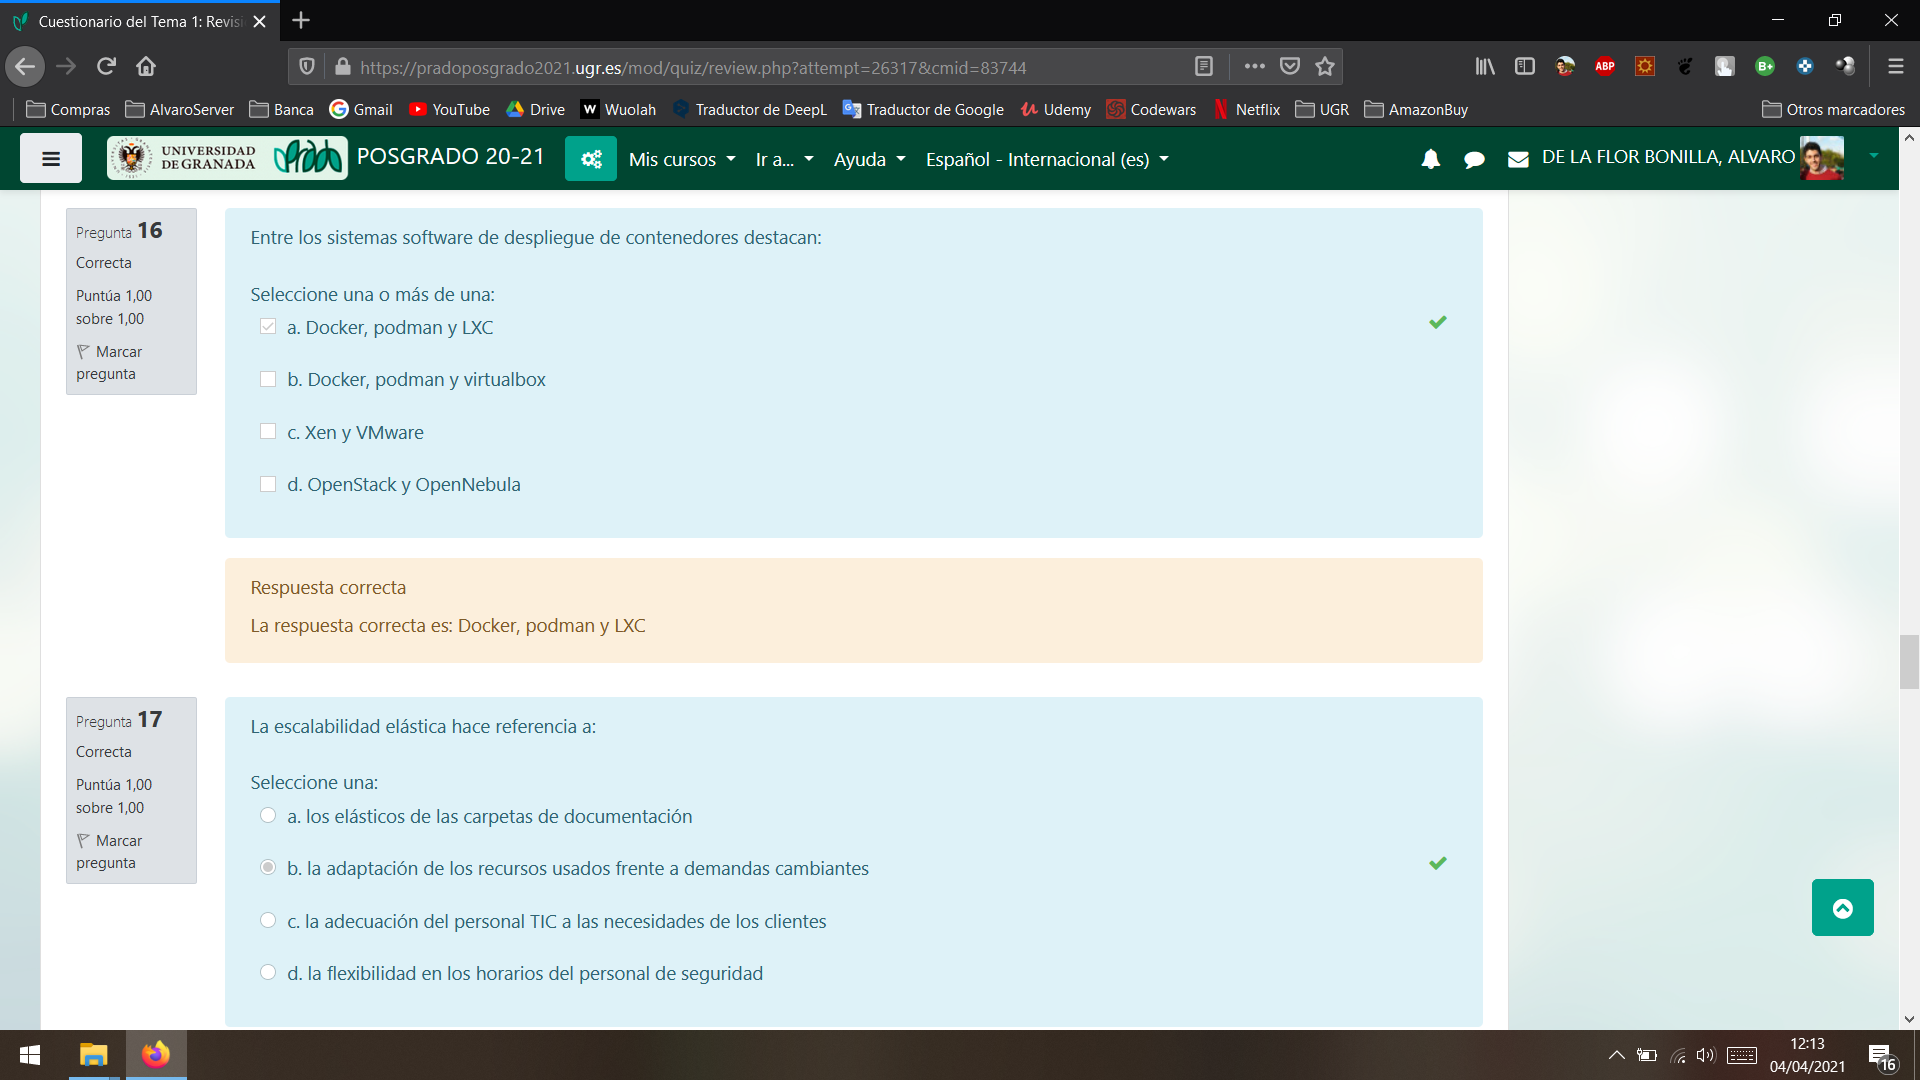 Cuestionario del Tema 1: Revisi
https://pradoposgrado2021.ugr.es/mod/quiz/review.php?attempt=26317&cmid=83744
ABP
B+
Compras AlvaroServer Banca Gmail YouTube Drive W Wuolah Traductor de DeepL Traductor de Google Udemy Codewars Netflix UGR AmazonBuy Otros marcadores
UNIVERSIDAD
DE GRANADA
Prado
POSGRADO 20-21 Mis cursos Ir a... Ayuda Español - Internacional (es) DE LA FLOR BONILLA, ALVARO
Pregunta 16
Correcta
Puntúa 1,00
sobre 1,00
Marcar
pregunta
Entre los sistemas software de despliegue de contenedores destacan:
Seleccione una o más de una:
a. Docker, podman y LXC
b. Docker, podman y virtualbox
c. Xen y VMware
d. OpenStack y OpenNebula
Respuesta correcta
La respuesta correcta es: Docker, podman y LXC
Pregunta 17
Correcta
Puntúa 1,00
sobre 1,00
Marcar
pregunta
La escalabilidad elástica hace referencia a:
Seleccione una:
a. los elásticos de las carpetas de documentación
b. la adaptación de los recursos usados frente a demandas cambiantes
c. la adecuación del personal TIC a las necesidades de los clientes
d. la flexibilidad en los horarios del personal de seguridad
12:13
04/04/2021
16